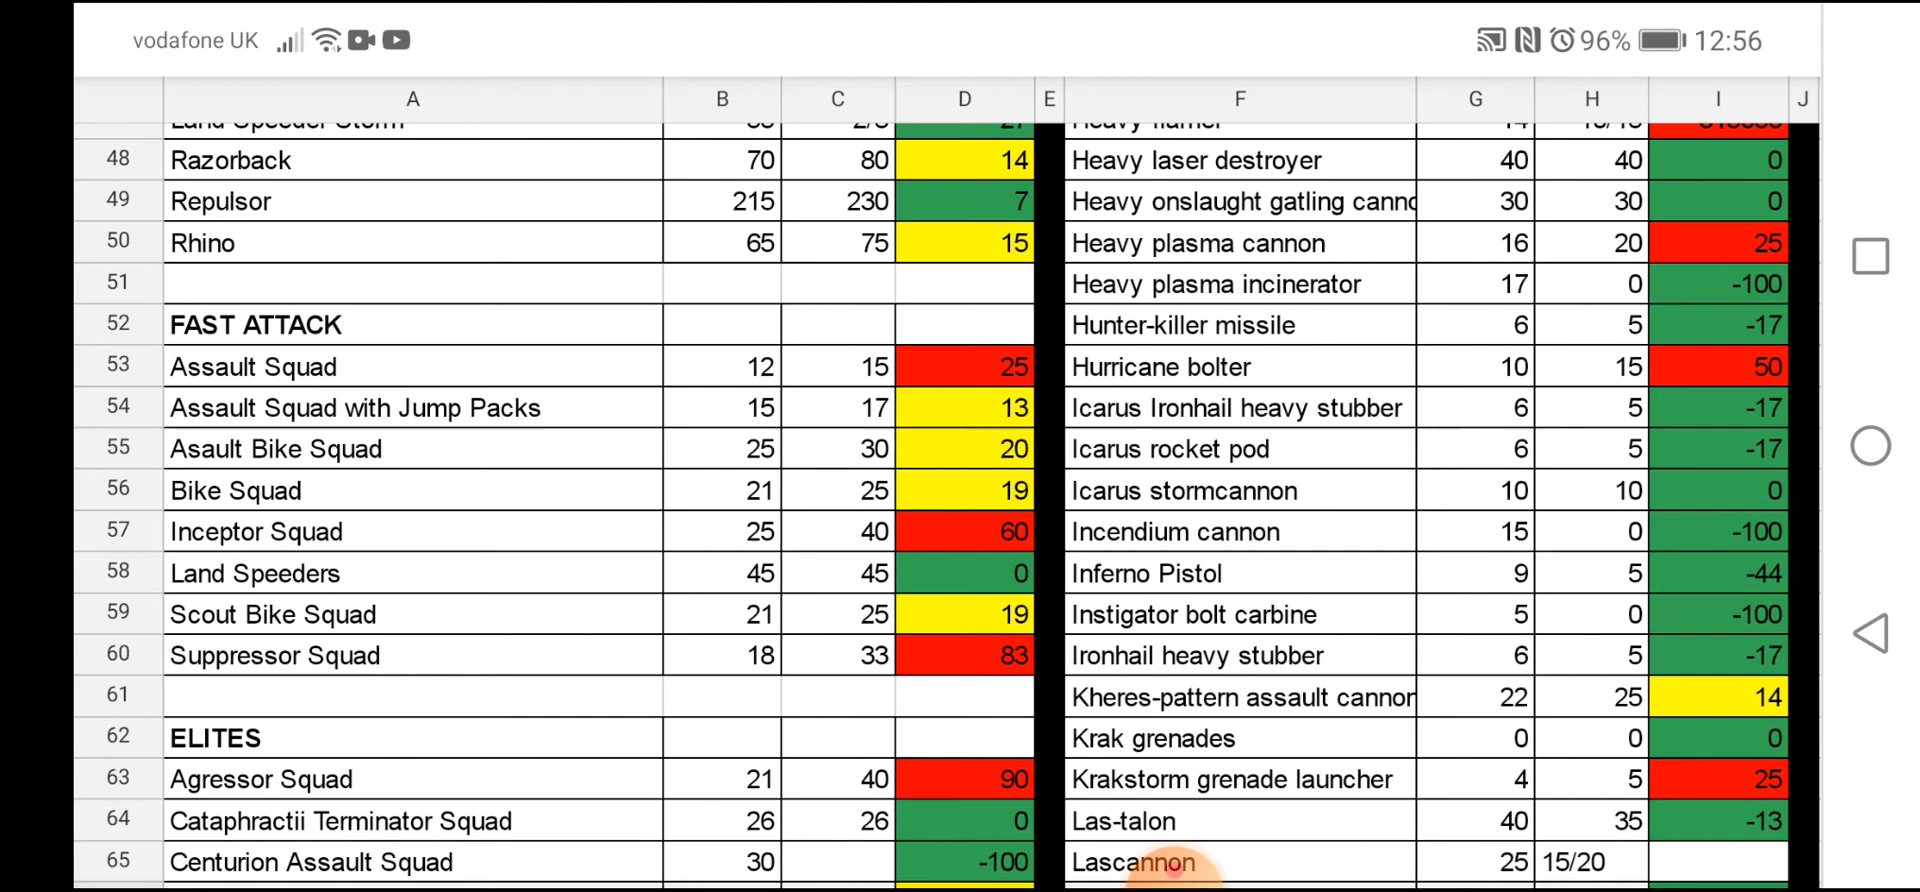 vodafone UK 96% 12:56
A B C D E F G H I J
Land Speeder Storm Heavy flamer
48 Razorback 70 80 14 Heavy laser destroyer 40 40 0
49 Repulsor 215 230 7 Heavy onslaught gatling canno 30 30 0
50 Rhino 65 75 15 Heavy plasma cannon 16 20 25
51 Heavy plasma incinerator 17 0 -100
52 FAST ATTACK Hunter-killer missile 6 5 -17
53 Assault Squad 12 15 25 Hurricane bolter 10 15 50
54 Assault Squad with Jump Packs 15 17 13 Icarus Ironhail heavy stubber 6 5 -17
55 Asault Bike Squad 25 30 20 Icarus rocket pod 6 5 -17
56 Bike Squad 21 25 19 Icarus stormcannon 10 10 0
57 Inceptor Squad 25 40 60 Incendium cannon 15 0 -100
58 Land Speeders 45 45 0 Inferno Pistol 9 5 -44
59 Scout Bike Squad 21 25 19 Instigator bolt carbine 5 0 -100
60 Suppressor Squad 18 33 83 Ironhail heavy stubber 6 5 -17
61 Kheres-pattern assault cannon 22 25 14
62 ELITES Krak grenades 0 0 0
63 Agressor Squad 21 40 90 Krakstorm grenade launcher 4 5 25
64 Cataphractii Terminator Squad 26 26 0 Las-talon 40 35 -13
65 Centurion Assault Squad 30 -100 Lascannon 25 15/20